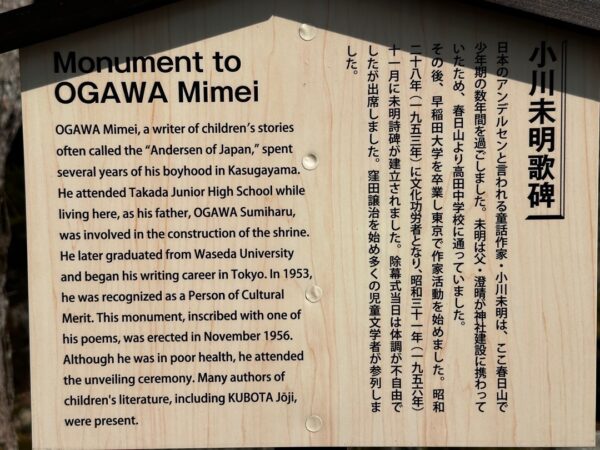 Monument to
OGAWA Mimei
OGAWA Mimei, a writer of children's stories
often called the “Andersen of Japan,” spent
several years of his boyhood in Kasugayama.
He attended Takada Junior High School while
living here, as his father, OGAWA Sumiharu,
was involved in the construction of the shrine.
He later graduated from Waseda University
and began his writing career in Tokyo. In 1953,
he was recognized as a Person of Cultural
Merit. This monument, inscribed with one of
his poems, was erected in November 1956.
Although he was in poor health, he attended
the unveiling ceremony. Many authors of
children's literature, including KUBOTA Jōji,
were present.
小川未明歌碑
日本のアンデルセンと言われる童話作家・小川未明は、ここ春日山で
少年期の数年間を過ごしました。未明は父・澄晴が神社建設に携わって
いたため、春日山より高田中学校に通っていました。
その後、早稲田大学を卒業し東京で作家活動を始めました。昭和
二十八年（一九五三年）に文化功労者となり、昭和三十一年（一九五六年）
十一月に未明詩碑が建立されました。除幕式当日は体調が不自由で
したが出席しました。窪田譲治を始め多くの児童文学者が参列しま
した。